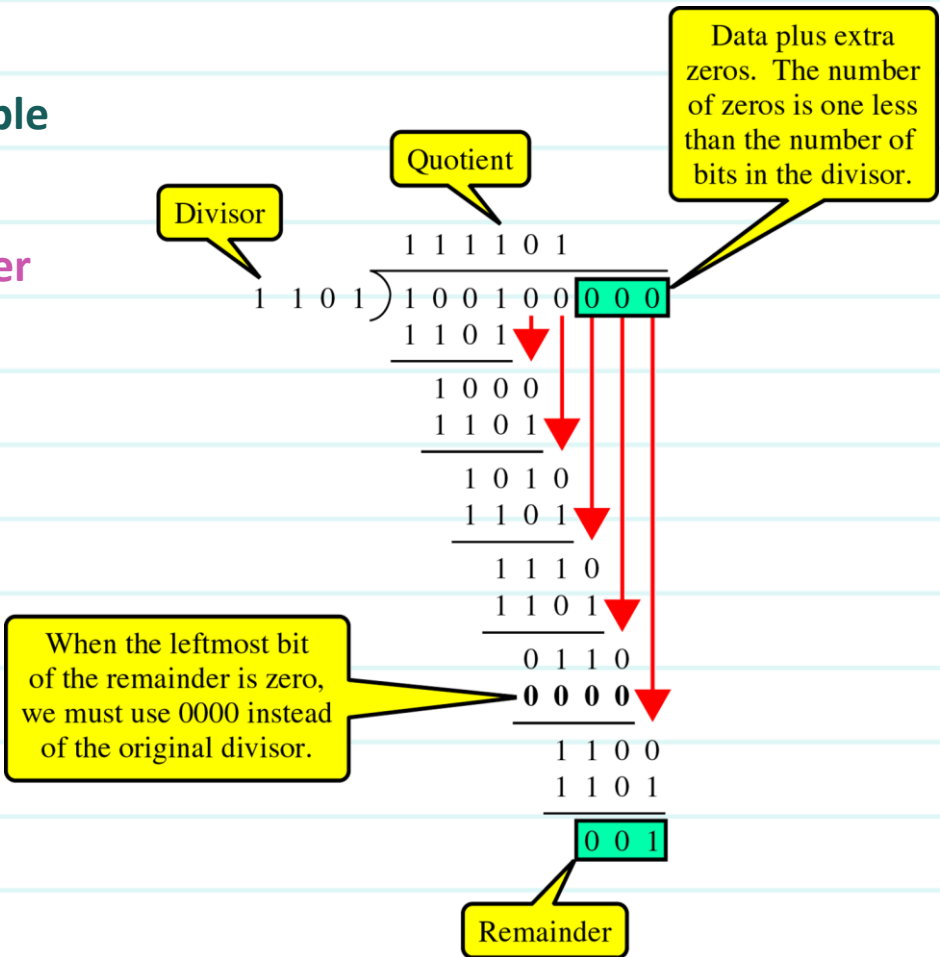 Data plus extra
zeros. The number
of zeros is one less
than the number of
bits in the divisor.
Quotient
Divisor
1 1 1 1 0 1
1 1 0 1 ) 1 0 0 1 0 0 0 0 0
1 1 0 1
1 0 0 0
1 1 0 1
1 0 1 0
1 1 0 1
1 1 1 0
1 1 0 1
When the leftmost bit
of the remainder is zero,
we must use 0000 instead
of the original divisor.
0 1 1 0
0 0 0 0
1 1 0 0
1 1 0 1
0 0 1
Remainder